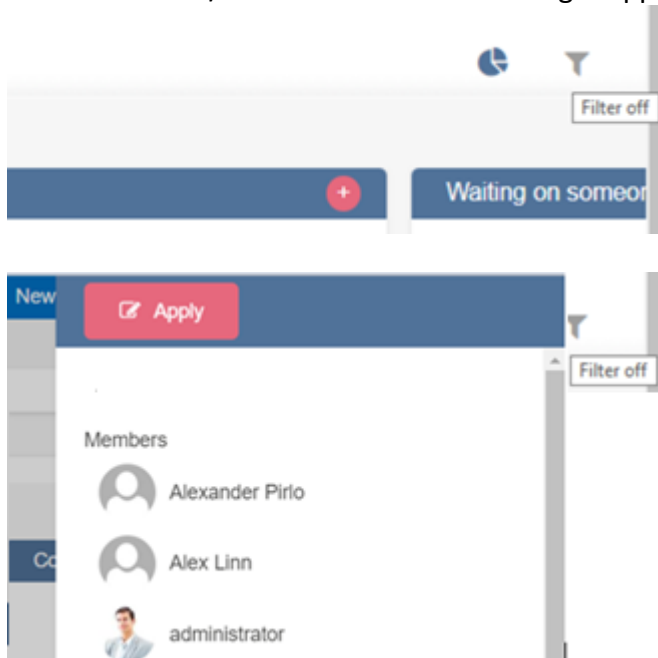 Filter off
+
Waiting on someor
New
Apply
Filter off
Members
Alexander Pirlo
Alex Linn
Co
administrator